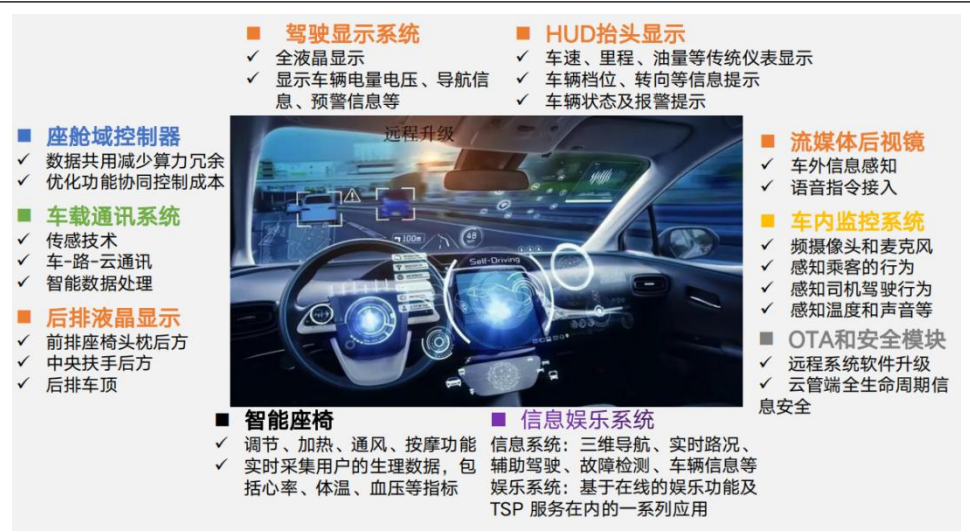 驾驶显示系统
全液晶显示
显示车辆电量电压、导航信
息、预警信息等
HUD抬头显示
车速、里程、油量等传统仪表显示
车辆档位、转向等信息提示
车辆状态及报警提示
座舱域控制器
数据共用减少算力冗余
优化功能协同控制成本
车载通讯系统
传感技术
车-路-云通讯
智能数据处理
后排液晶显示
前排座椅头枕后方
中央扶手后方
后排车顶
远程升级
100m
48
Self-Driving
流媒体后视镜
车外信息感知
语音指令接入
车内监控系统
频摄像头和麦克风
感知乘客的行为
感知司机驾驶行为
感知温度和声音等
OTA和安全模块
远程系统软件升级
云管端全生命周期信
息安全
智能座椅
调节、加热、通风、按摩功能
实时采集用户的生理数据，包
括心率、体温、血压等指标
信息娱乐系统
信息系统：三维导航、实时路况、
辅助驾驶、故障检测、车辆信息等
娱乐系统：基于在线的娱乐功能及
TSP 服务在内的一系列应用